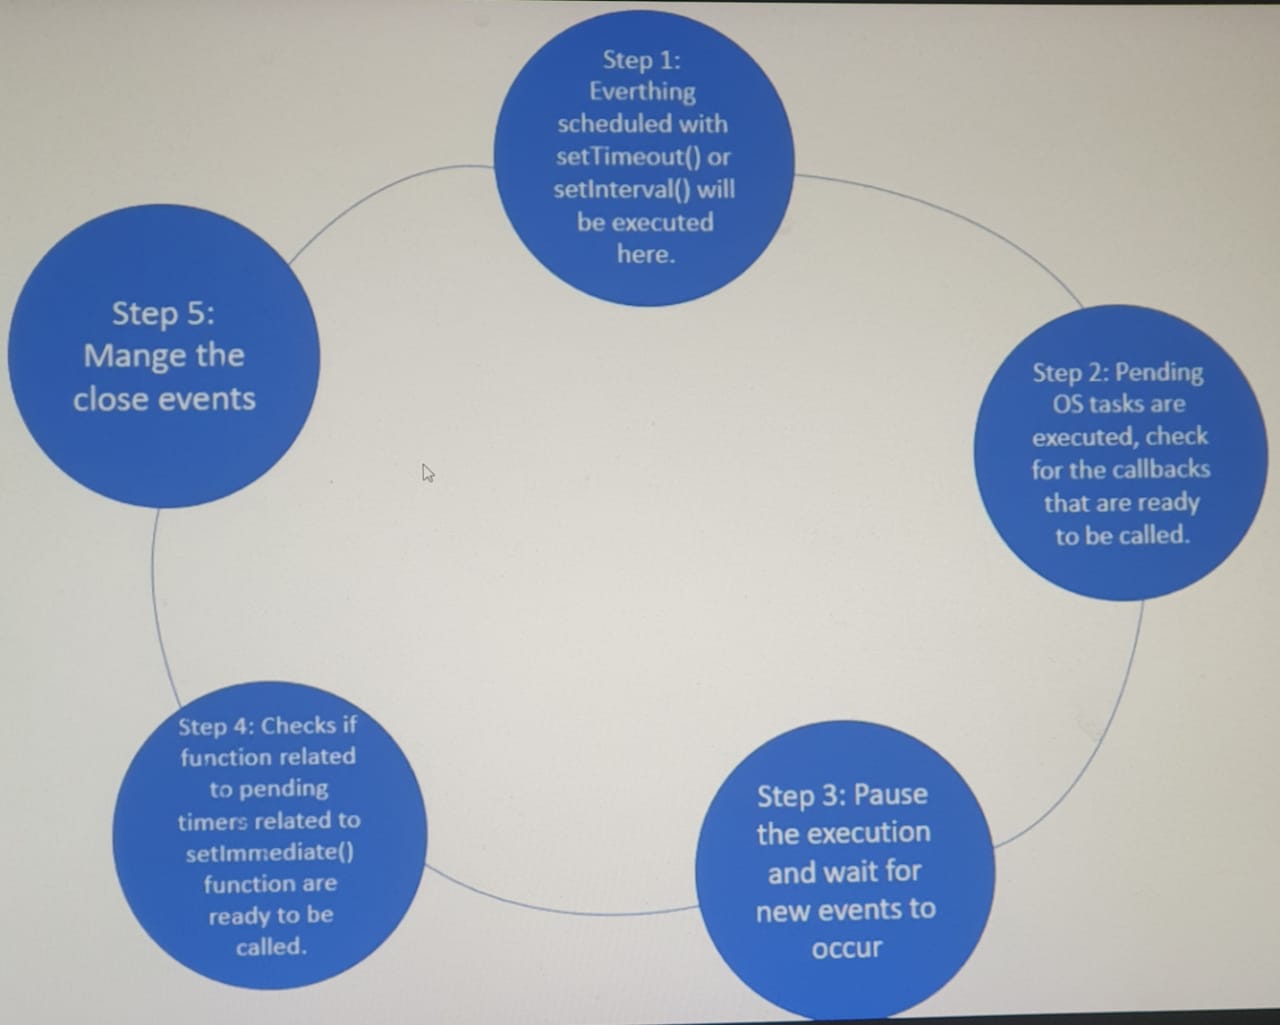 Step 1:
Everthing
scheduled with
setTimeout() or
setInterval() will
be executed
here.
Step 2: Pending
OS tasks are
executed, check
for the callbacks
that are ready
to be called.
Step 3: Pause
the execution
and wait for
new events to
occur
Step 4: Checks if
function related
to pending
timers related to
setImmediate()
function are
ready to be
called.
Step 5:
Mange the
close events